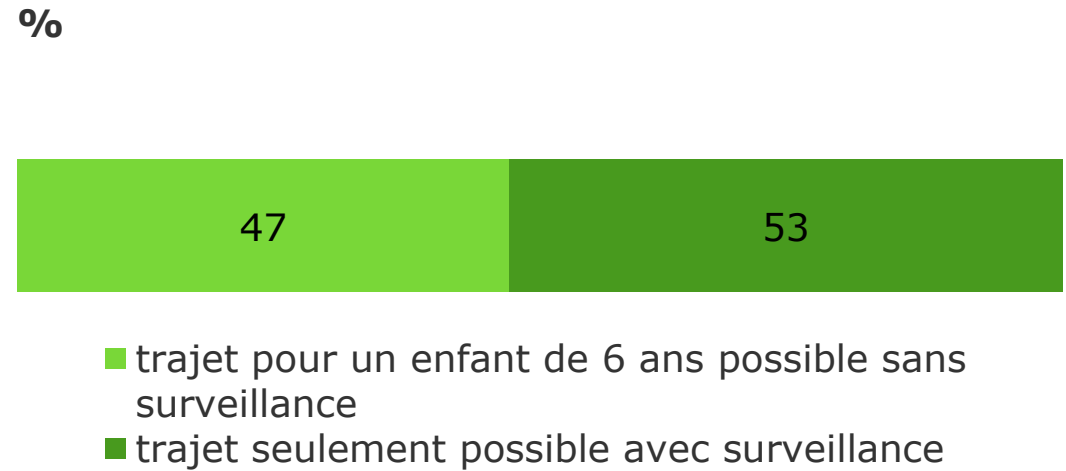 %
47 53
trajet pour un enfant de 6 ans possible sans
surveillance
trajet seulement possible avec surveillance